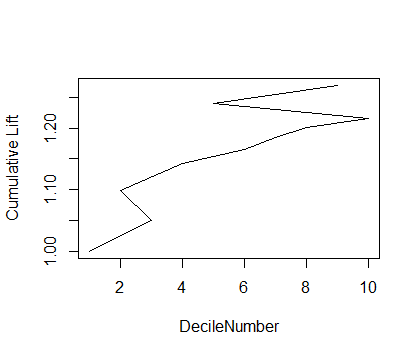 Cumulative Lift
1.20
1.10
1.00
2 4 6 8 10
DecileNumber